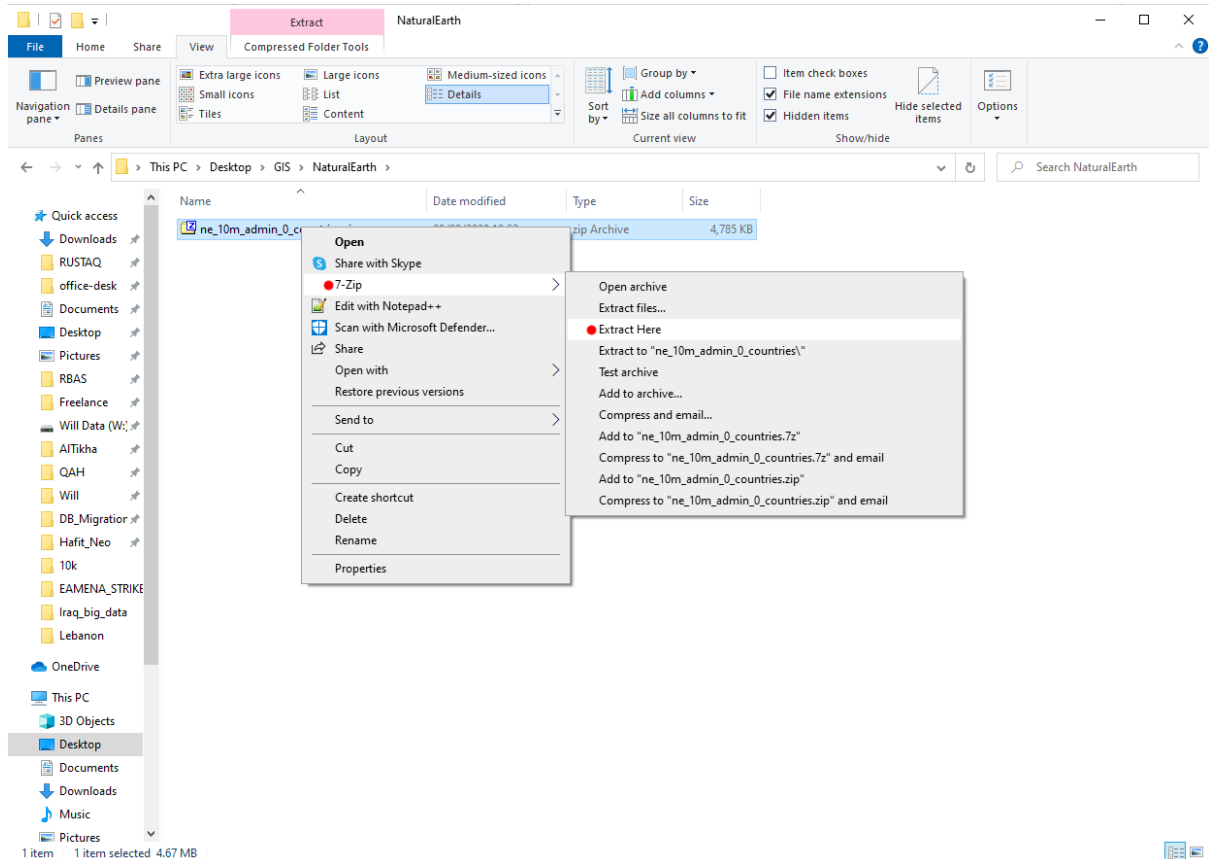 Extract NaturalEarth
File Home Share View Compressed Folder Tools
Preview pane
Navigation pane
Details pane
Panes
Extra large icons Large icons Medium-sized icons
Small icons List Details
Tiles Content
Layout
Sort by
Group by
Add columns
Size all columns to fit
Current view
Item check boxes
File name extensions
Hidden items
Hide selected items
Show/hide
Options
This PC > Desktop > GIS > NaturalEarth >
Search NaturalEarth
Name Date modified Type Size
ne_10m_admin_0_ zip Archive 4,785 KB
Quick access
Downloads
RUSTAQ
office-desk
Documents
Desktop
Pictures
RBAS
Freelance
Will Data (W:)
AlTikha
QAH
Will
DB_Migration
Hafit_Neo
10k
EAMENA_STRIKE
Iraq_big_data
Lebanon
OneDrive
This PC
3D Objects
Desktop
Documents
Downloads
Music
Pictures
Open
Share with Skype
7-Zip
Edit with Notepad++
Scan with Microsoft Defender...
Share
Open with
Restore previous versions
Send to
Cut
Copy
Create shortcut
Delete
Rename
Properties
Open archive
Extract files...
Extract Here
Extract to "ne_10m_admin_0_countries\"
Test archive
Add to archive...
Compress and email...
Add to "ne_10m_admin_0_countries.7z"
Compress to "ne_10m_admin_0_countries.7z" and email
Add to "ne_10m_admin_0_countries.zip"
Compress to "ne_10m_admin_0_countries.zip" and email
1 item 1 item selected 4.67 MB